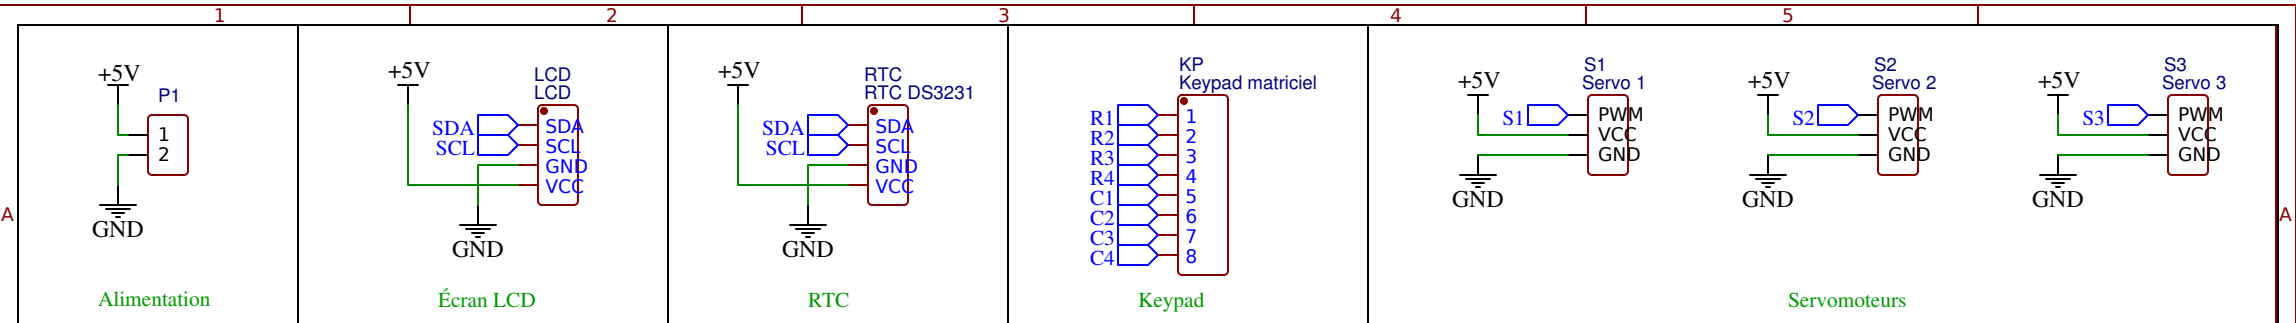 1 2 3 4 5
A A
+5V
P1
1
2
GND
Alimentation
+5V
LCD
LCD
SDA SDA
SCL SCL
GND
VCC
GND
Écran LCD
+5V
RTC
RTC DS3231
SDA SDA
SCL SCL
GND
VCC
GND
RTC
KP
Keypad matriciel
R1 1
R2 2
R3 3
R4 4
C1 5
C2 6
C3 7
C4 8
Keypad
S1
Servo 1
+5V
S1 PWM
VCC
GND
GND
S2
Servo 2
+5V
S2 PWM
VCC
GND
GND
S3
Servo 3
+5V
S3 PWM
VCC
GND
GND
Servomoteurs